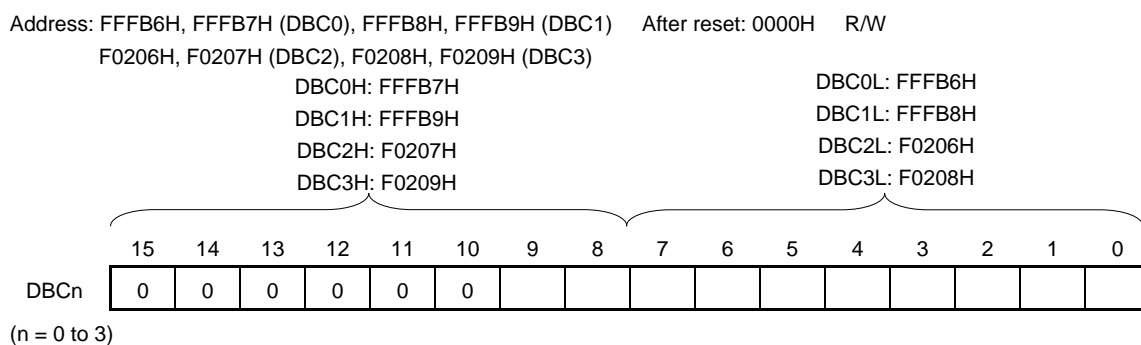 Address: FFFB6H, FFFB7H (DBC0), FFFB8H, FFFB9H (DBC1) After reset: 0000H R/W
F0206H, F0207H (DBC2), F0208H, F0209H (DBC3)
DBC0H: FFFB7H DBC0L: FFFB6H
DBC1H: FFFB9H DBC1L: FFFB8H
DBC2H: F0207H DBC2L: F0206H
DBC3H: F0209H DBC3L: F0208H
15 14 13 12 11 10 9 8 7 6 5 4 3 2 1 0
DBCn 0 0 0 0 0 0
(n = 0 to 3)